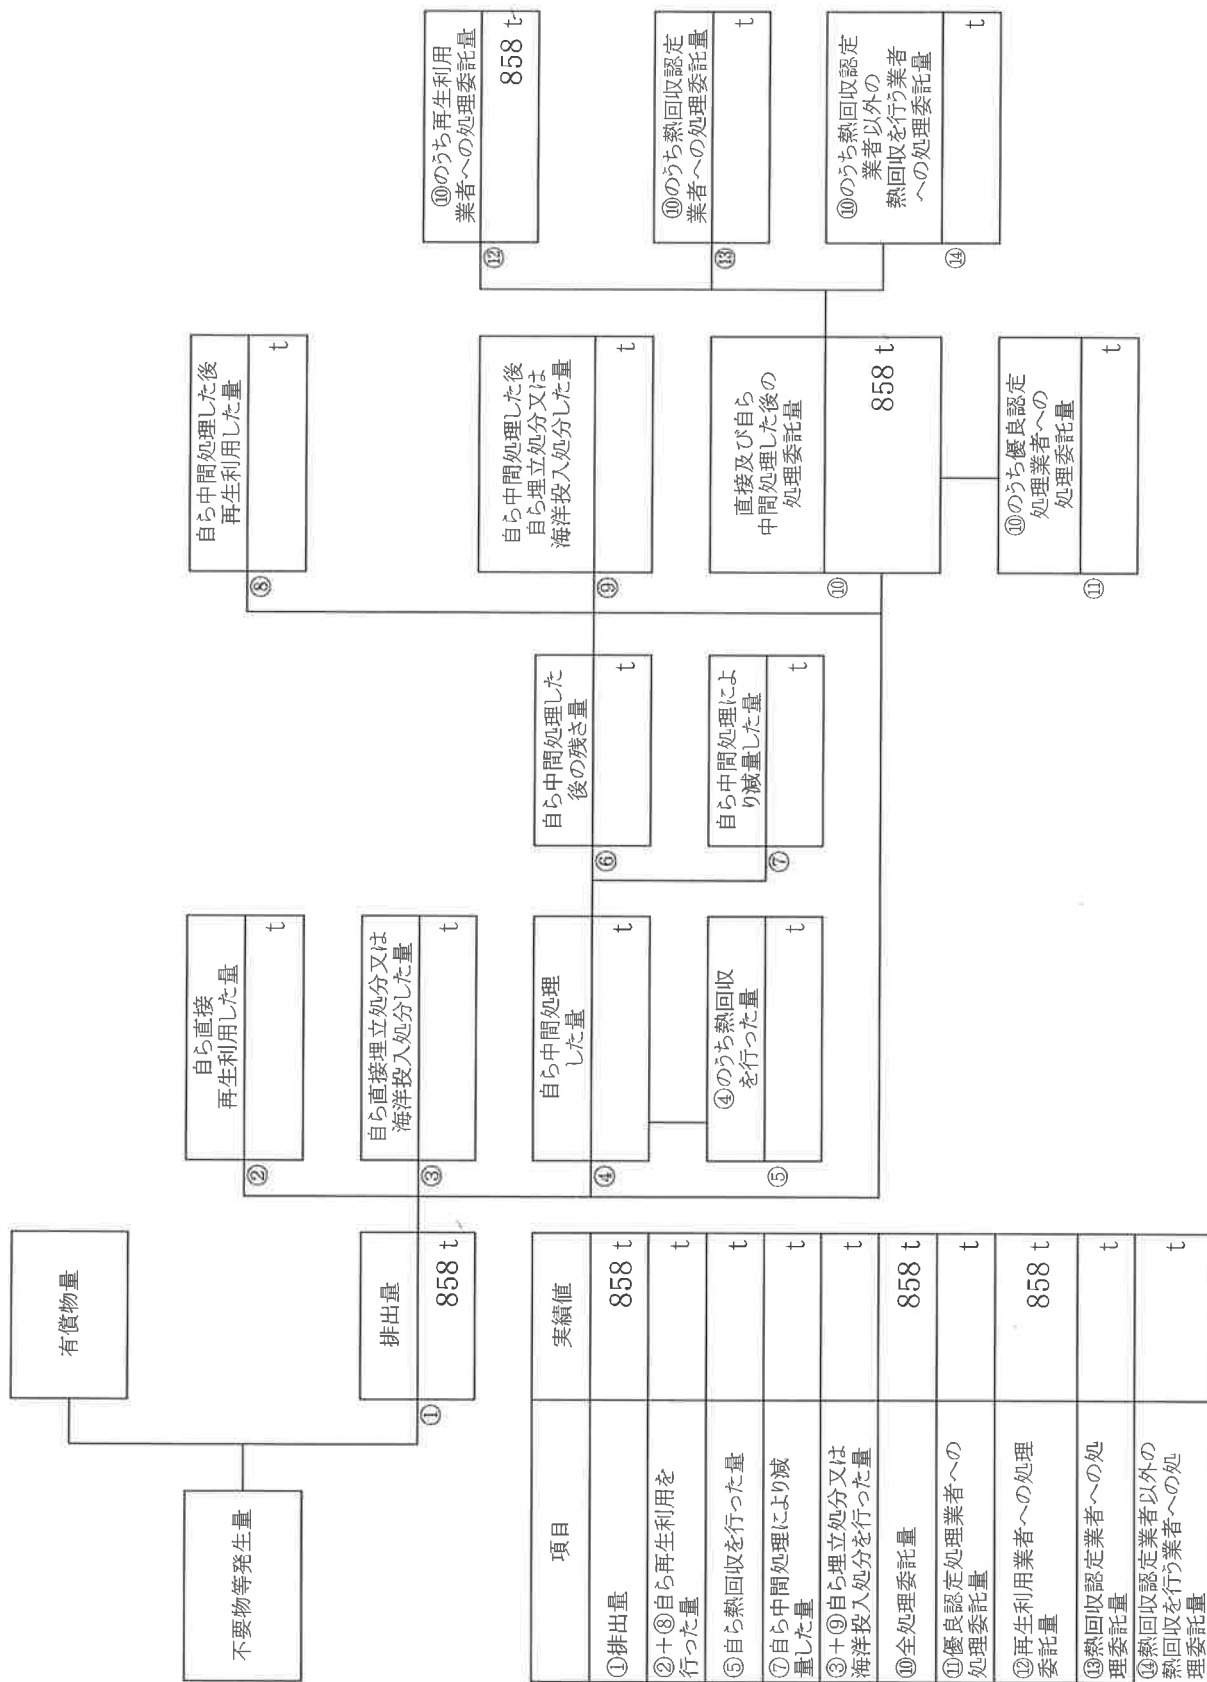 不要物等発生量
有償物量
排出量
①
858 t
自ら直接
再生利用した量
②
t
自ら直接埋立処分又は
海洋投入処分した量
③
t
自ら中間処理
した量
④
t
④のうち熱回収
を行った量
⑤
t
自ら中間処理した
後の残さ量
⑥
t
自ら中間処理によ
り減量した量
⑦
t
自ら中間処理した後
再生利用した量
⑧
t
自ら中間処理した後
自ら埋立処分又は
海洋投入処分した量
⑨
t
直接及び自ら
中間処理した後の
処理委託量
⑩
858 t
⑩のうち優良認定
処理業者への
処理委託量
⑪
t
⑩のうち再生利用
業者への処理委託量
⑫
858 t
⑩のうち熱回収認定
業者への処理委託量
⑬
t
⑩のうち熱回収認定
業者以外の
熱回収を行う業者
への処理委託量
⑭
t
項目 実績値
①排出量 858 t
②+⑧自ら再生利用を
行った量 t
⑤自ら熱回収を行った量 t
⑦自ら中間処理により減
量した量 t
③+⑨自ら埋立処分又は
海洋投入処分を行った量 t
⑩全処理委託量 858 t
⑪優良認定処理業者への
処理委託量 t
⑫再生利用業者への処理
委託量 858 t
⑬熱回収認定業者への処
理委託量 t
⑭熱回収認定業者以外の
熱回収を行う業者への処
理委託量 t